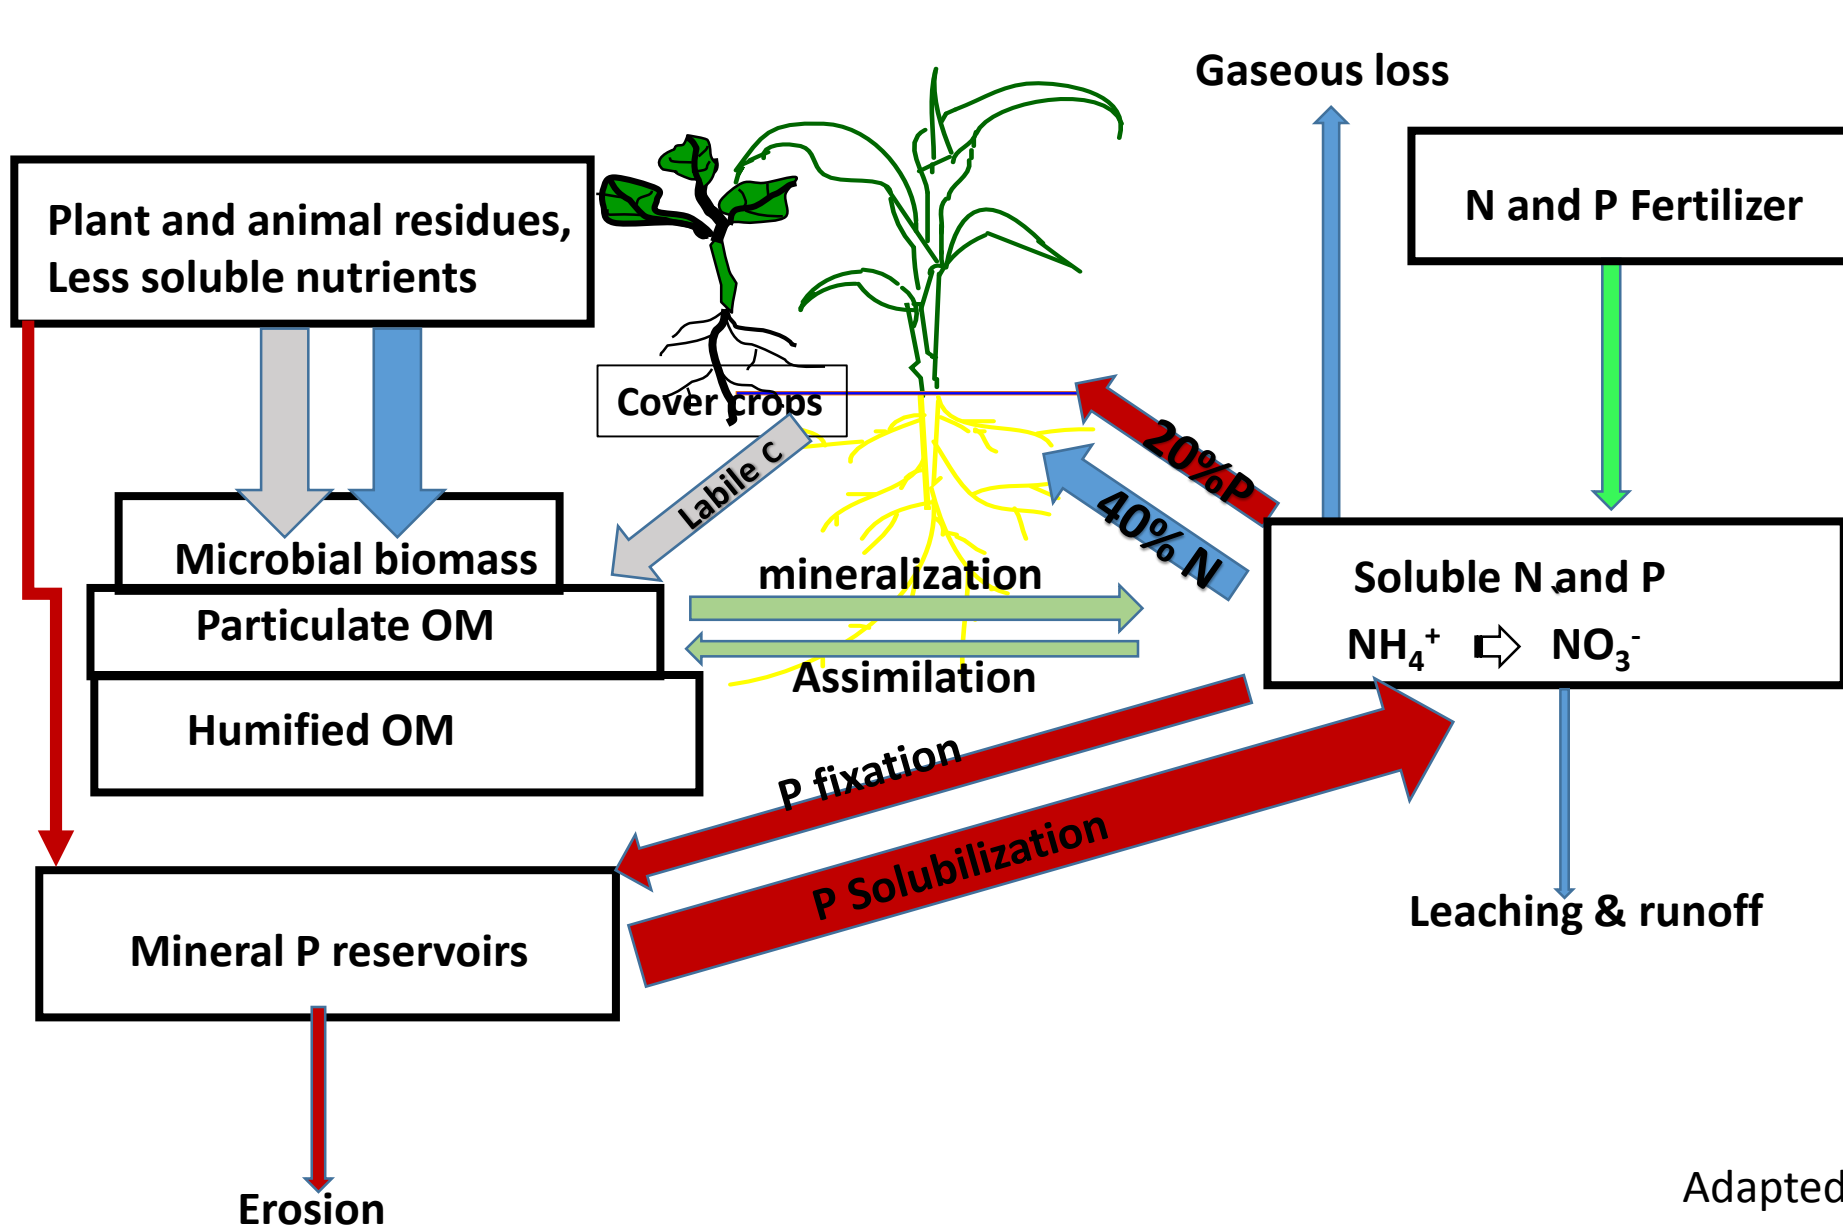 Gaseous loss
N and P Fertilizer
Plant and animal residues,
Less soluble nutrients
Cover crops
Labile C
20%P
40% N
Microbial biomass
Particulate OM
Humified OM
mineralization
Assimilation
Soluble N and P
NH₄⁺ NO₃⁻
P fixation
P Solubilization
Mineral P reservoirs
Leaching & runoff
Erosion
Adapted